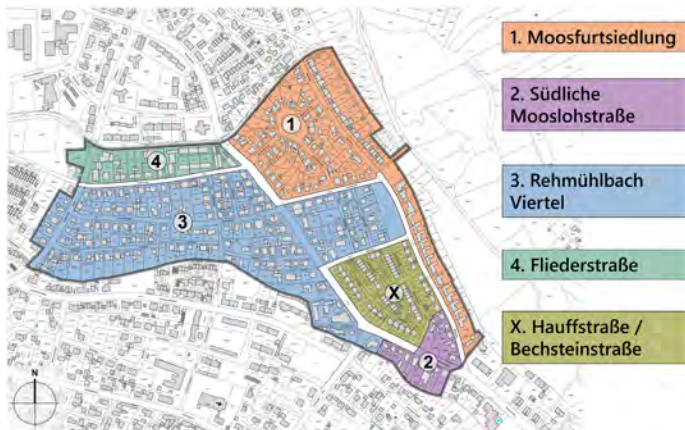 1. Moosfurtsiedlung
2. Südliche
Mooslohstraße
3. Rehmühlbach
Viertel
4. Fliederstraße
X. Hauffstraße /
Bechsteinstraße
1
4
3
X
2
N